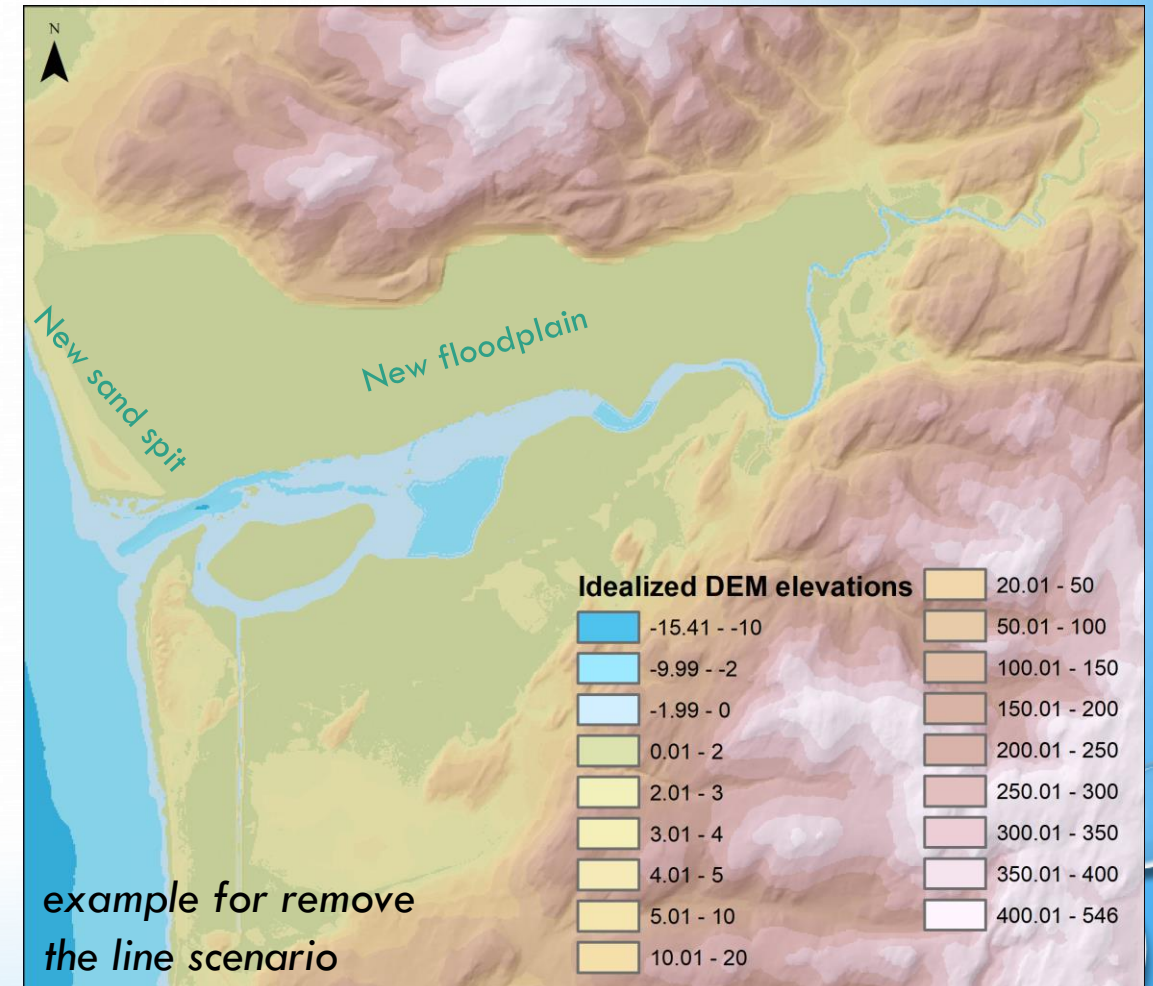 N
New sand spit
New floodplain
Idealized DEM elevations
-15.41 - -10
-9.99 - -2
-1.99 - 0
0.01 - 2
2.01 - 3
3.01 - 4
4.01 - 5
5.01 - 10
10.01 - 20
20.01 - 50
50.01 - 100
100.01 - 150
150.01 - 200
200.01 - 250
250.01 - 300
300.01 - 350
350.01 - 400
400.01 - 546
example for remove
the line scenario